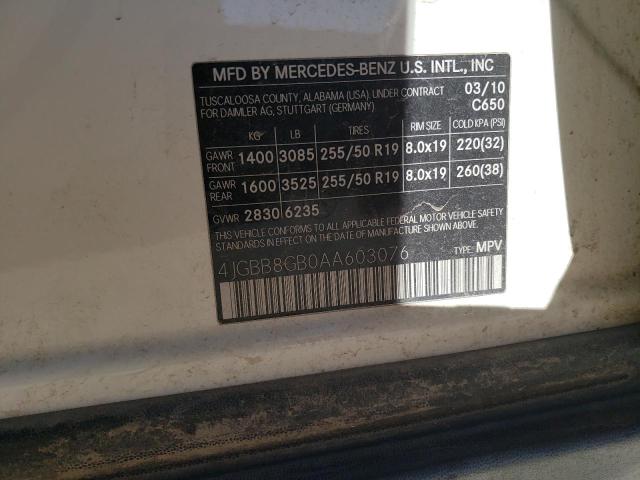 MFD BY MERCEDES-BENZ U.S. INTL., INC
TUSCALOOSA COUNTY, ALABAMA (USA) UNDER CONTRACT 03/10
FOR DAIMLER AG, STUTTGART (GERMANY) C650
KG LB TIRES RIM SIZE COLD KPA (PSI)
GAWR FRONT 1400 3085 255/50 R19 8.0x19 220(32)
GAWR REAR 1600 3525 255/50 R19 8.0x19 260(38)
GVWR 2830 6235
THIS VEHICLE CONFORMS TO ALL APPLICABLE FEDERAL MOTOR VEHICLE SAFETY
STANDARDS IN EFFECT ON THE DATE OF MANUFACTURE SHOWN ABOVE.
4JGBB8GB0AA603076 TYPE: MPV